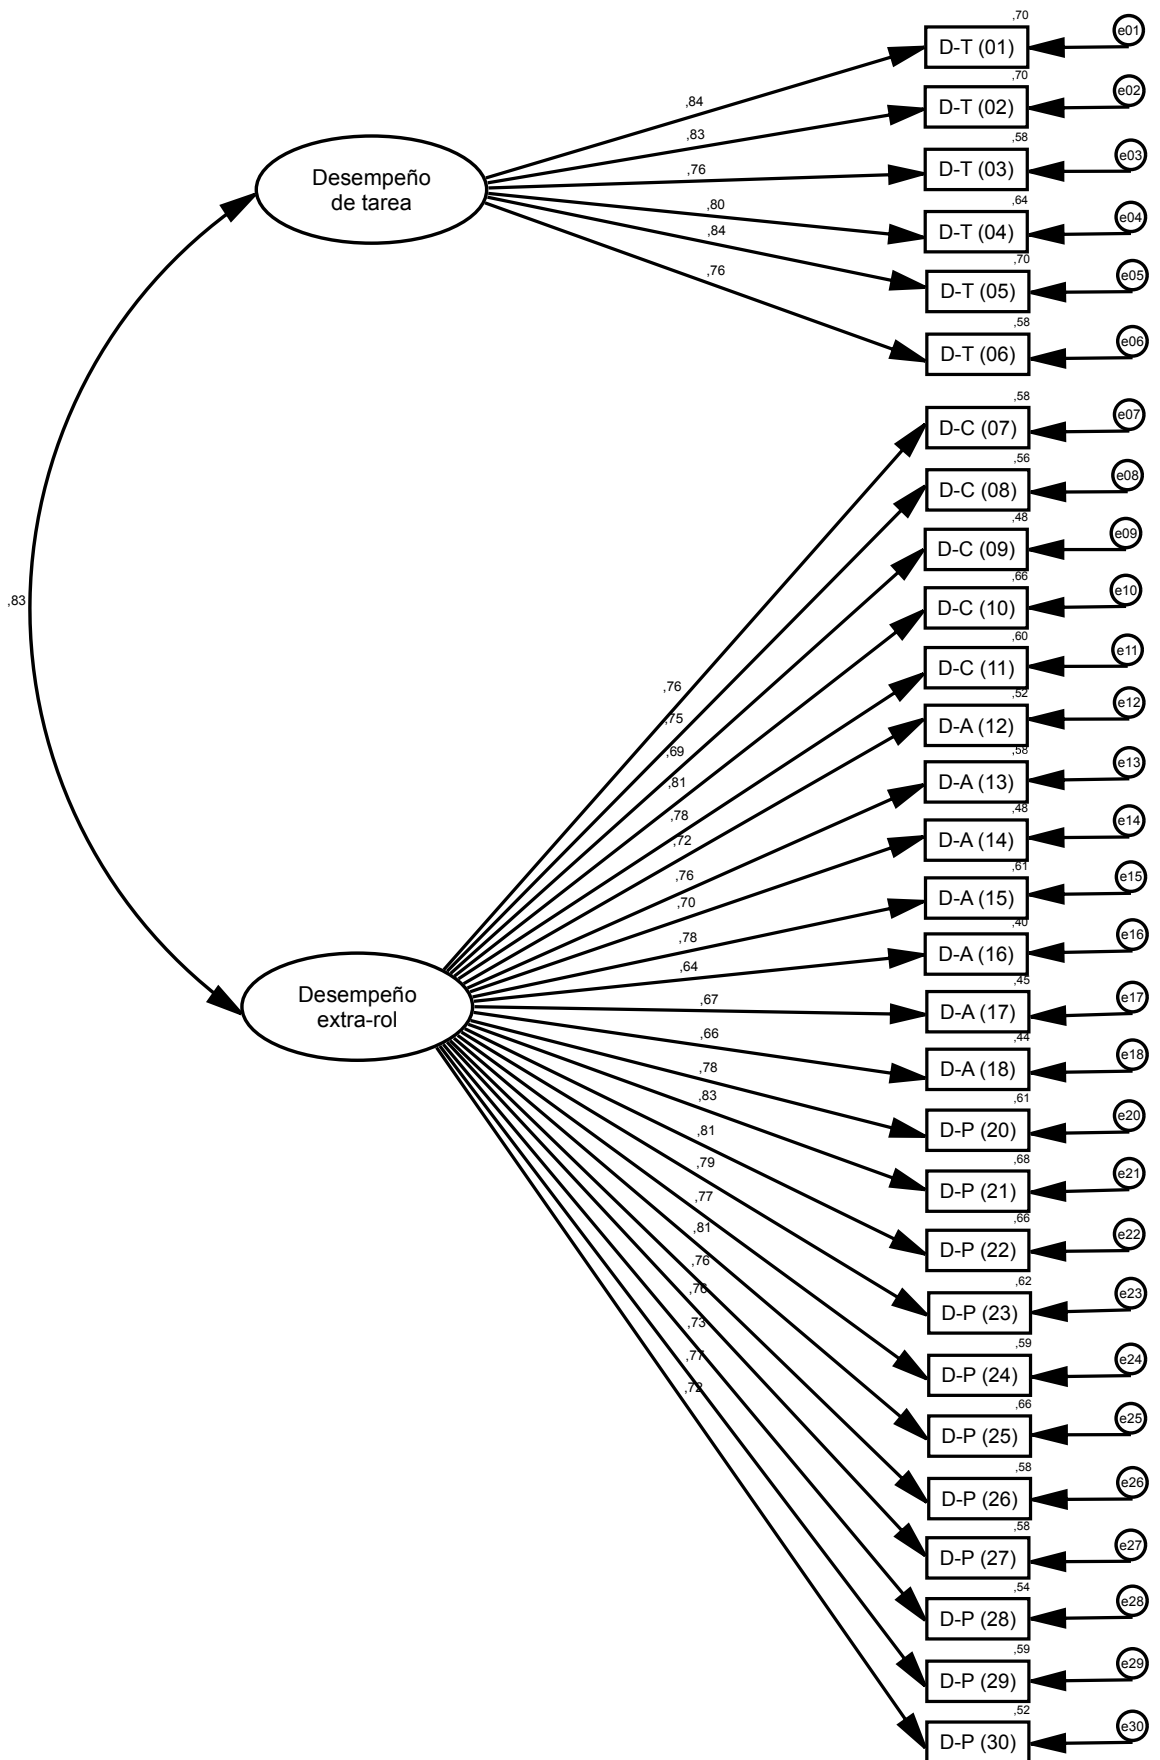 ,70
e01
D-T (01)
,84
,70
e02
D-T (02)
,83
,58
e03
D-T (03)
,76
Desempeño
de tarea
,64
e04
D-T (04)
,80
,70
e05
D-T (05)
,84
,58
e06
D-T (06)
,76
,58
e07
D-C (07)
,56
e08
D-C (08)
,48
e09
D-C (09)
,66
e10
D-C (10)
,83
,60
e11
D-C (11)
,52
e12
D-A (12)
,58
e13
D-A (13)
,48
e14
D-A (14)
,61
e15
D-A (15)
,40
e16
D-A (16)
,45
e17
D-A (17)
,44
e18
D-A (18)
,76
,75
,69
,81
,78
,72
,76
,70
,78
,64
,67
,66
Desempeño
extra-rol
,78
,83
,81
,79
,77
,81
,76
,76
,73
,77
,72
,61
e20
D-P (20)
,68
e21
D-P (21)
,66
e22
D-P (22)
,62
e23
D-P (23)
,59
e24
D-P (24)
,66
e25
D-P (25)
,58
e26
D-P (26)
,58
e27
D-P (27)
,54
e28
D-P (28)
,59
e29
D-P (29)
,52
e30
D-P (30)